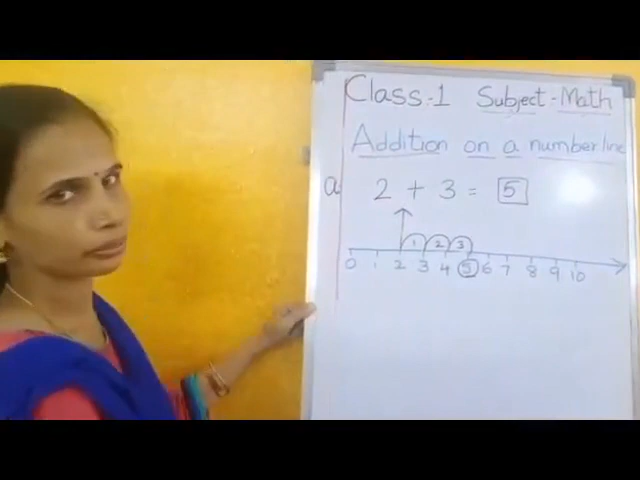 Class-1 Subject-Math
Addition on a number line
a 2 + 3 = 5
1 2 3
0 1 2 3 4 5 6 7 8 9 10